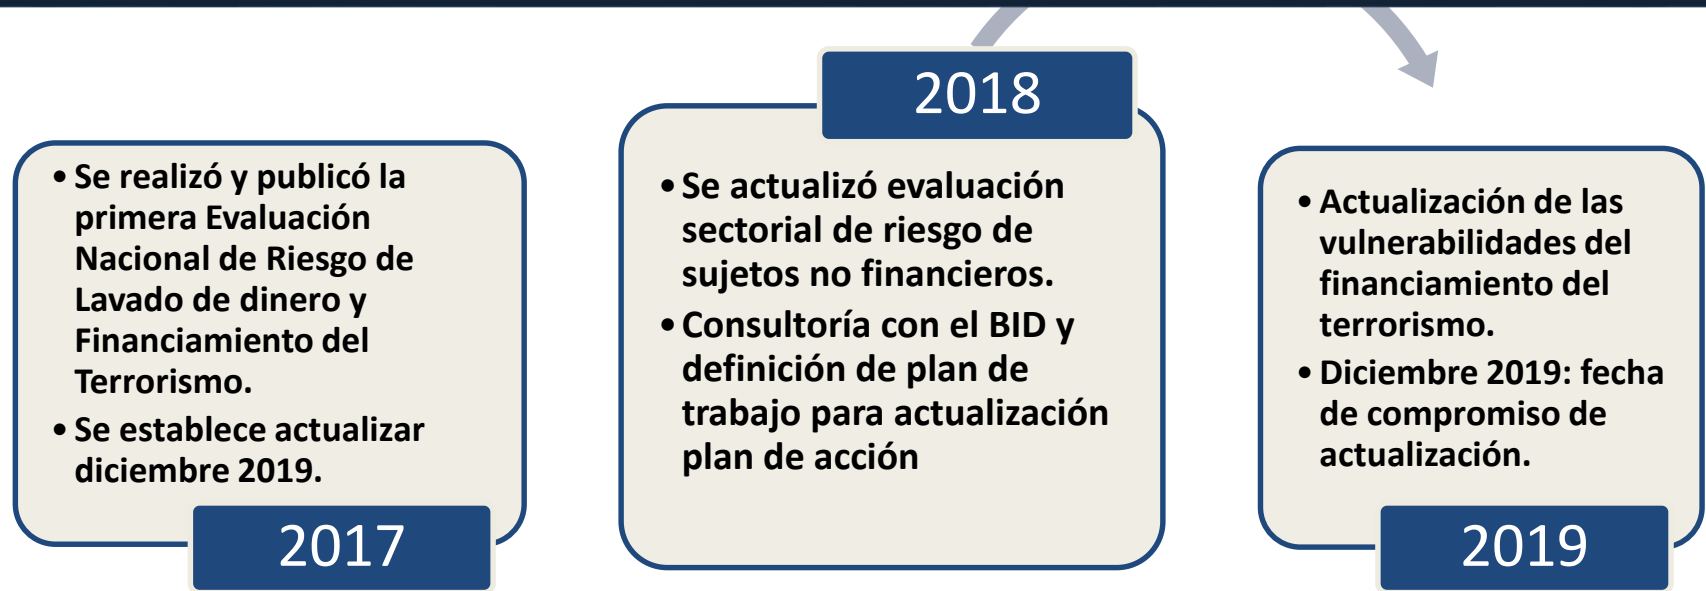 • Se realizó y publicó la
primera Evaluación
Nacional de Riesgo de
Lavado de dinero y
Financiamiento del
Terrorismo.
• Se establece actualizar
diciembre 2019.
2017
2018
• Se actualizó evaluación
sectorial de riesgo de
sujetos no financieros.
• Consultoría con el BID y
definición de plan de
trabajo para actualización
plan de acción
• Actualización de las
vulnerabilidades del
financiamiento del
terrorismo.
• Diciembre 2019: fecha
de compromiso de
actualización.
2019